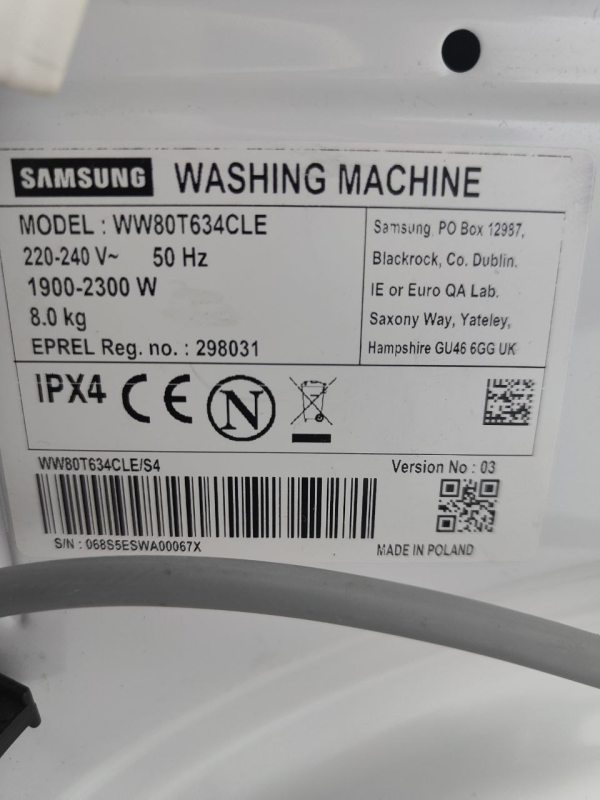 SAMSUNG WASHING MACHINE
MODEL : WW80T634CLE
220-240 V~ 50 Hz
1900-2300 W
8.0 kg
EPREL Reg. no. : 298031
Samsung, PO Box 12987,
Blackrock, Co. Dublin.
IE or Euro QA Lab.
Saxony Way, Yateley,
Hampshire GU46 6GG UK
IPX4 CE N
WW80T634CLE/S4
Version No : 03
S/N : 068S5ESWA00067X
MADE IN POLAND